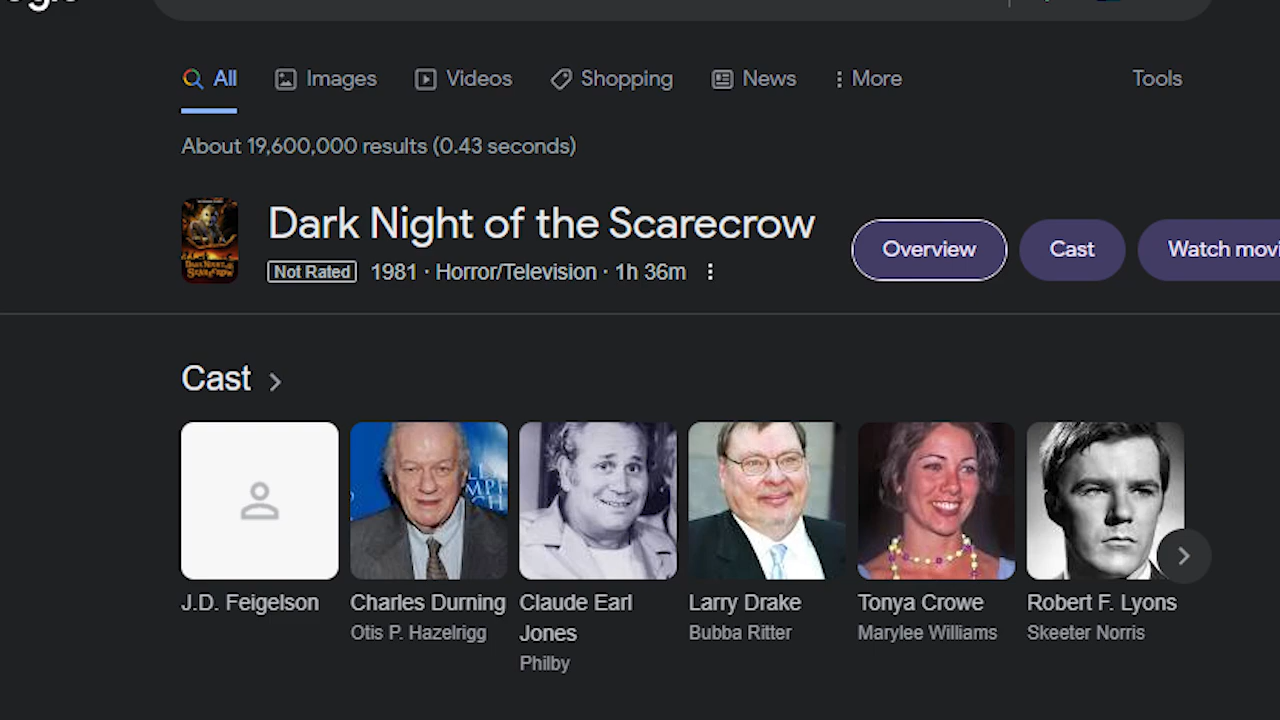 All Images Videos Shopping News More Tools
About 19,600,000 results (0.43 seconds)
Dark Night of the Scarecrow
Not Rated 1981 · Horror/Television · 1h 36m
Overview Cast Watch movi
Cast
J.D. Feigelson
Charles Durning
Otis P. Hazelrigg
Claude Earl
Jones
Philby
Larry Drake
Bubba Ritter
Tonya Crowe
Marylee Williams
Robert F. Lyons
Skeeter Norris